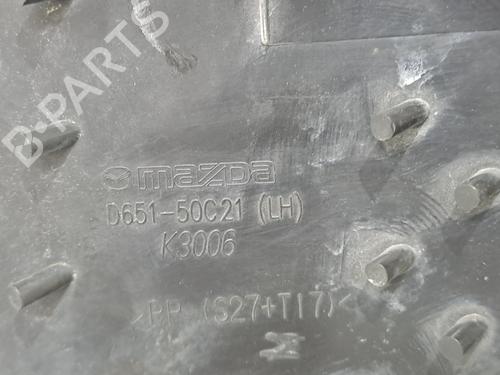 B-PARTS
mazda
D651-50C21 (LH)
K3006
>PP (S27+T17)<